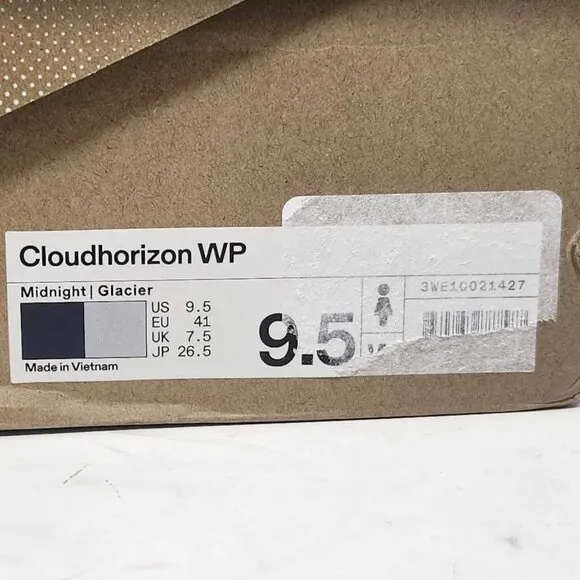 Cloudhorizon WP
Midnight | Glacier
US 9.5
EU 41
UK 7.5
JP 26.5
Made in Vietnam
9.5
3WE10021427